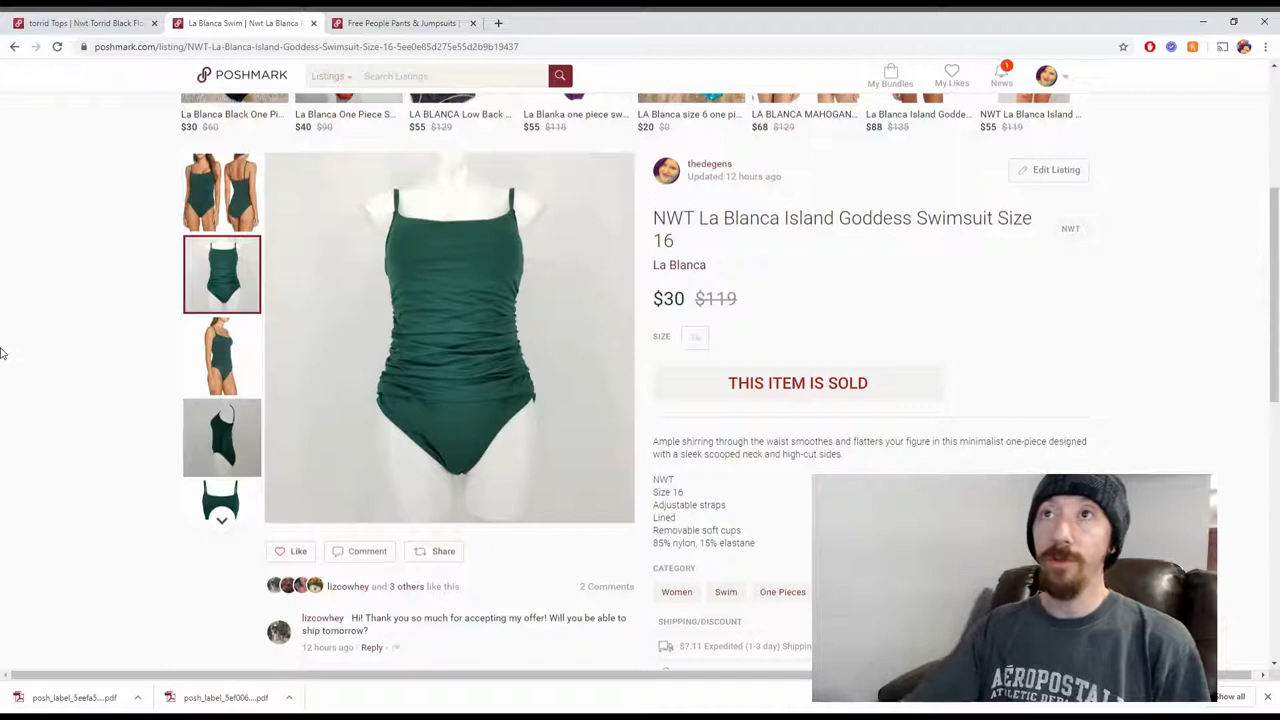 torrid Tops | Nwt Torrid Black Flo
La Blanca Swim | Nwt La Blanca I
Free People Pants & Jumpsuits |
poshmark.com/listing/NWT-La-Blanca-Island-Goddess-Swimsuit-Size-16-5ee0e85d275e55d2b9b19437
POSHMARK
Listings
Search Listings
My Bundles
My Likes
1
News
La Blanca Black One Pi...
La Blanca One Piece S...
LA BLANCA Low Back ...
La Blanka one piece sw...
La Blanca size 6 one pi...
LA BLANCA MAHOGAN...
La Blanca Island Godde...
NWT La Blanca Island ...
$30 $60
$40 $90
$55 $129
$55 $118
$20 $0
$68 $129
$88 $135
$55 $119
thedegens
Updated 12 hours ago
Edit Listing
NWT La Blanca Island Goddess Swimsuit Size
16
NWT
La Blanca
$30 $119
SIZE
16
THIS ITEM IS SOLD
Ample shirring through the waist smoothes and flatters your figure in this minimalist one-piece designed
with a sleek scooped neck and high-cut sides.
NWT
Size 16
Adjustable straps
Lined
Removable soft cups
85% nylon, 15% elastane
CATEGORY
Women
Swim
One Pieces
SHIPPING/DISCOUNT
$7.11 Expedited (1-3 day) Shippin
Like
Comment
Share
lizcowhey and 3 others like this
2 Comments
lizcowhey Hi! Thank you so much for accepting my offer! Will you be able to
ship tomorrow?
12 hours ago · Reply ·
AÉROPOSTALE
ATHLETIC
posh_label_5eefa5....pdf
posh_label_5ef006....pdf
Show all